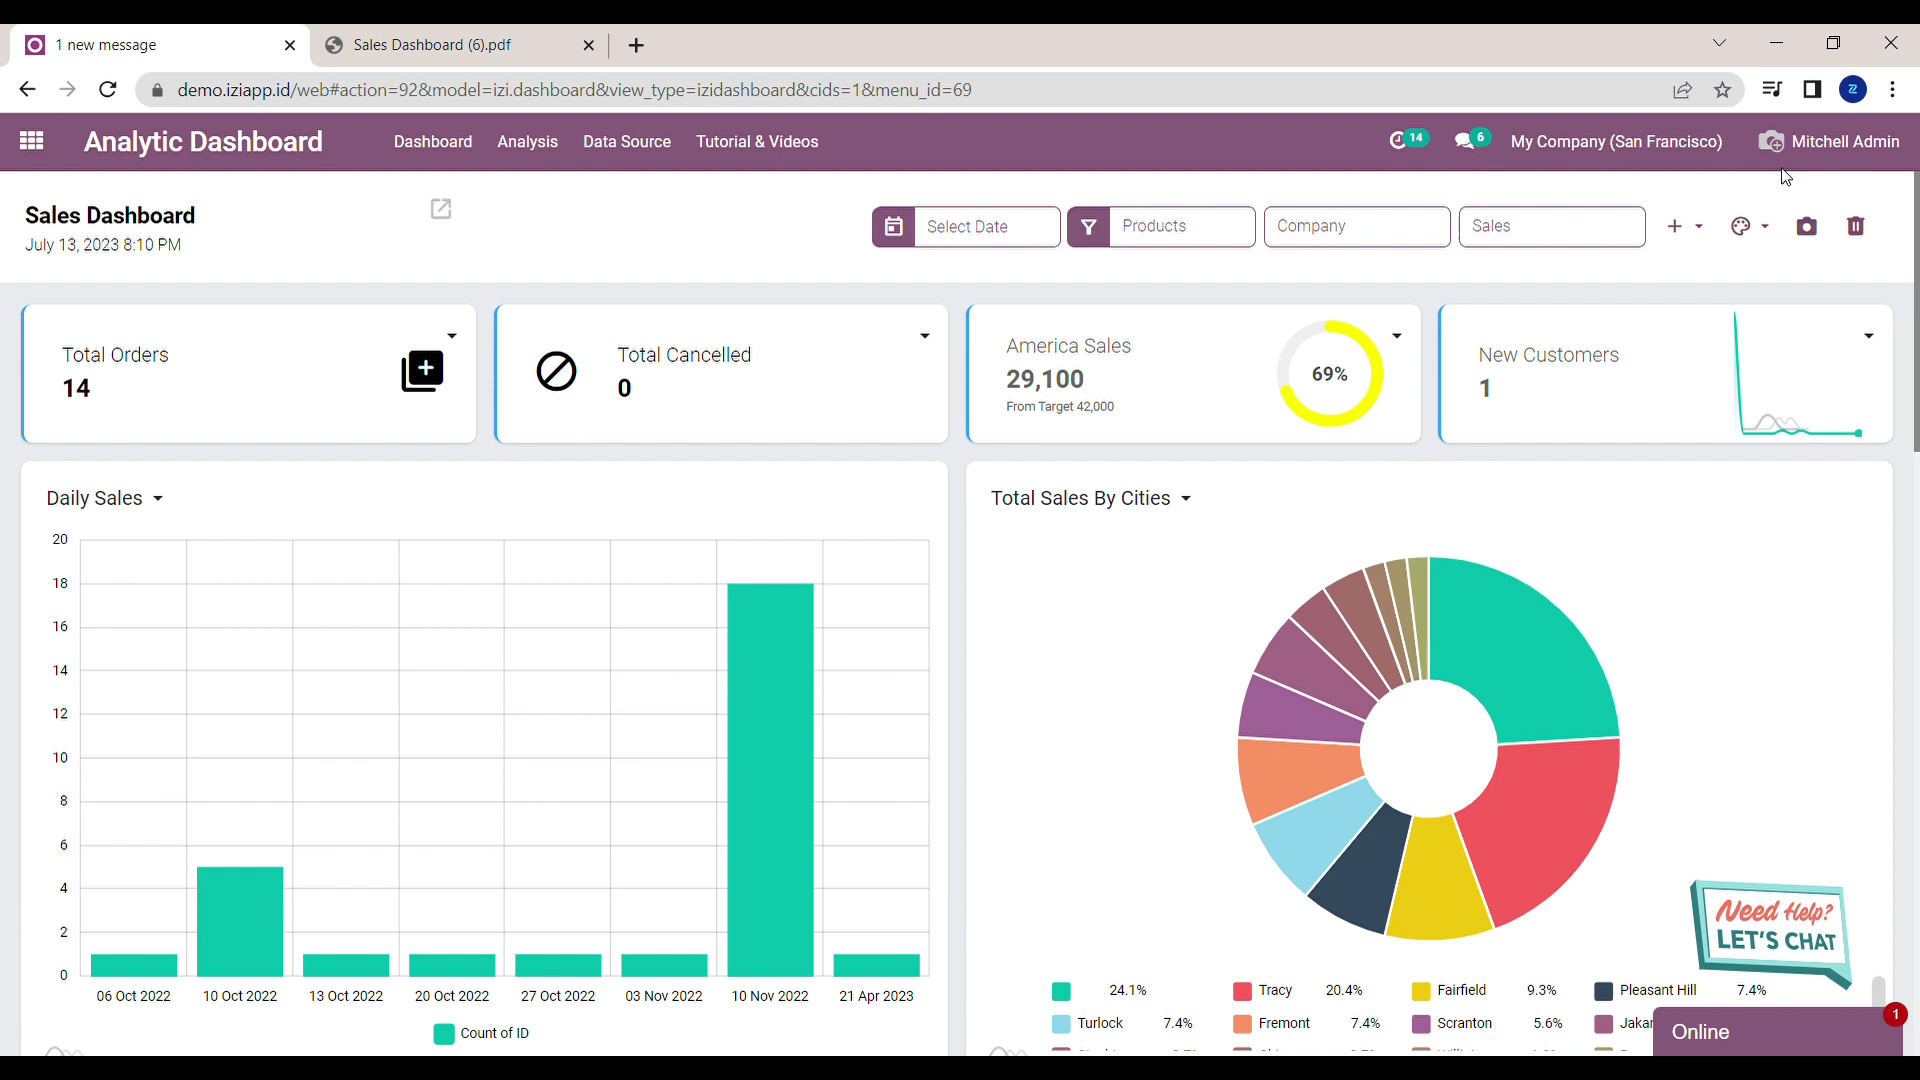 1 new message
Sales Dashboard (6).pdf
demo.iziapp.id/web#action=92&model=izi.dashboard&view_type=izidashboard&cids=1&menu_id=69
Z
Analytic Dashboard
Dashboard
Analysis
Data Source
Tutorial & Videos
14
6
My Company (San Francisco)
Mitchell Admin
Sales Dashboard
July 13, 2023 8:10 PM
Select Date
Products
Company
Sales
Total Orders
14
Total Cancelled
0
America Sales
29,100
From Target 42,000
69%
New Customers
1
Daily Sales
20
18
16
14
12
10
8
6
4
2
0
06 Oct 2022
10 Oct 2022
13 Oct 2022
20 Oct 2022
27 Oct 2022
03 Nov 2022
10 Nov 2022
21 Apr 2023
Count of ID
Total Sales By Cities
24.1%
Tracy 20.4%
Fairfield 9.3%
Pleasant Hill 7.4%
Turlock 7.4%
Fremont 7.4%
Scranton 5.6%
Jakar
Need Help?
LET'S CHAT
Online
1